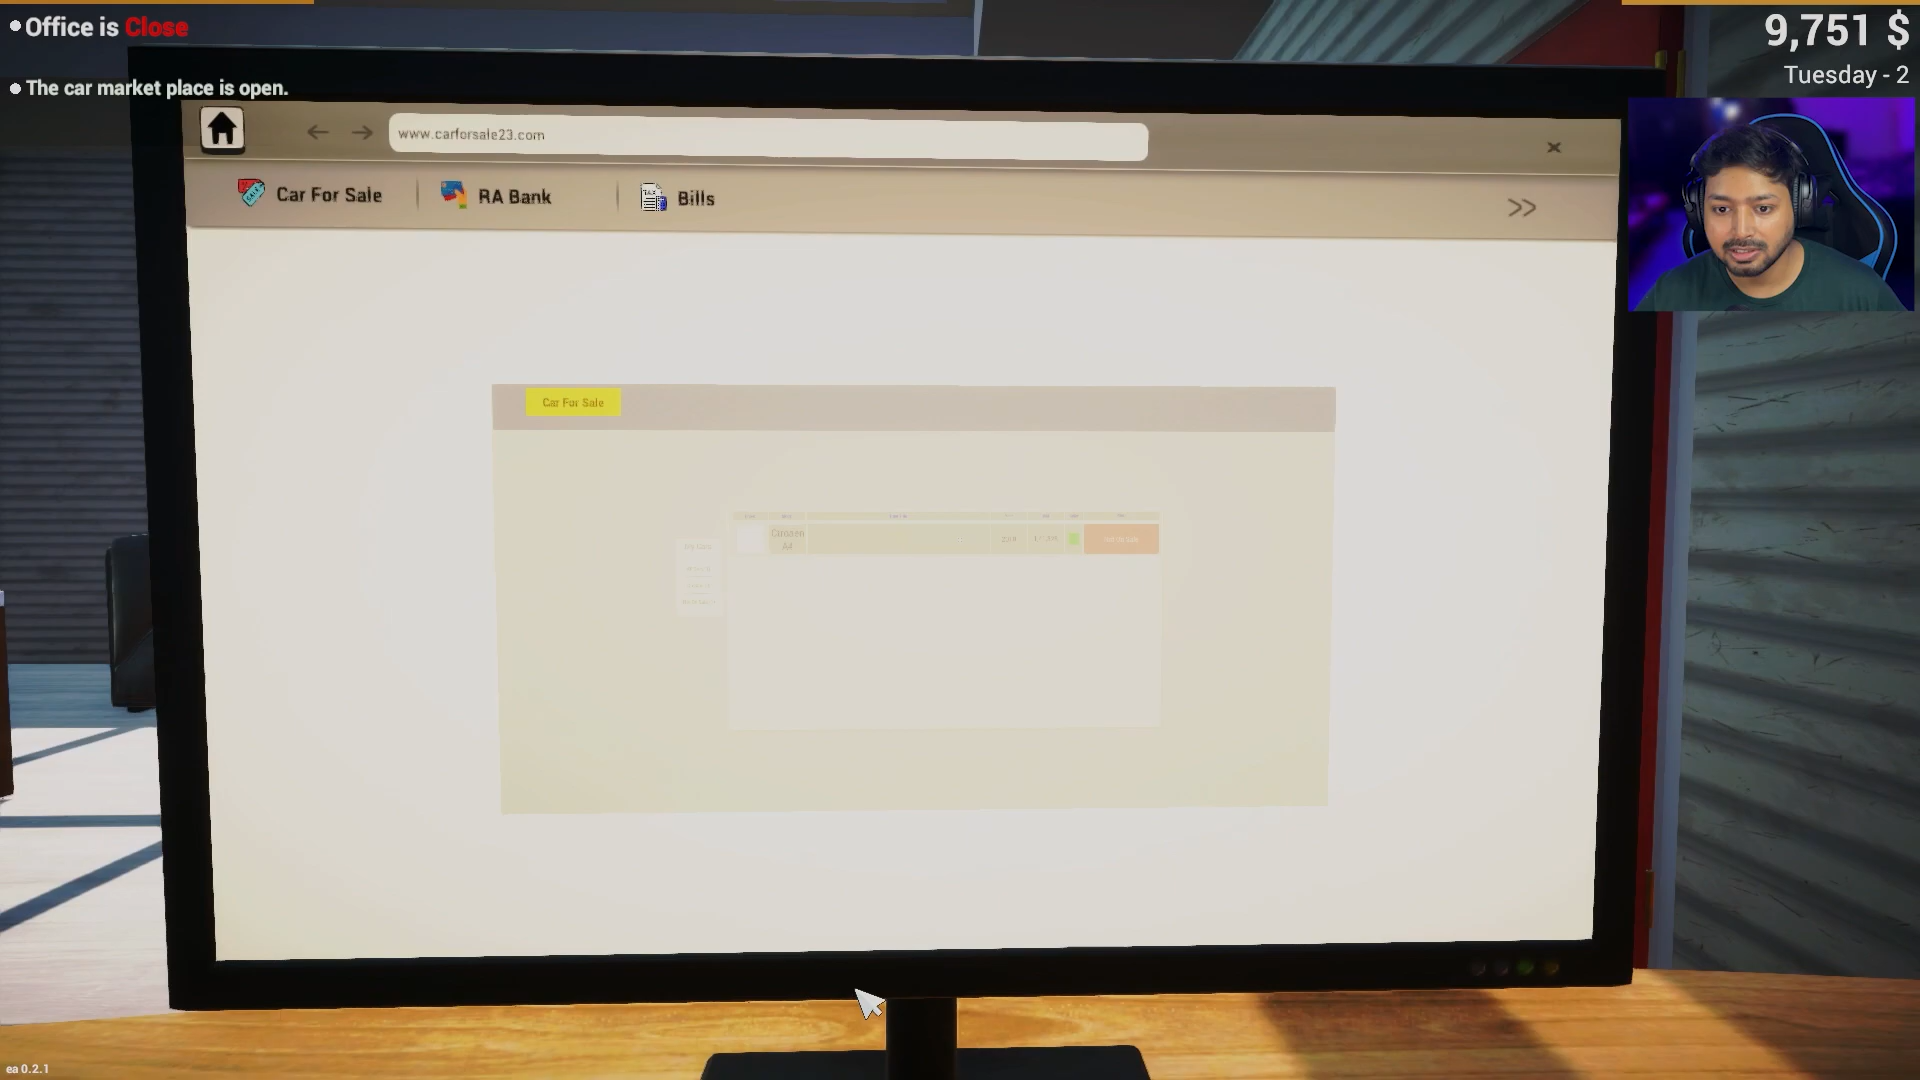 Office is Close
9,751 $
Tuesday - 2
The car market place is open.
www.carforsale23.com
Car For Sale
RA Bank
Bills
>>
Car For Sale
ea 0.2.1